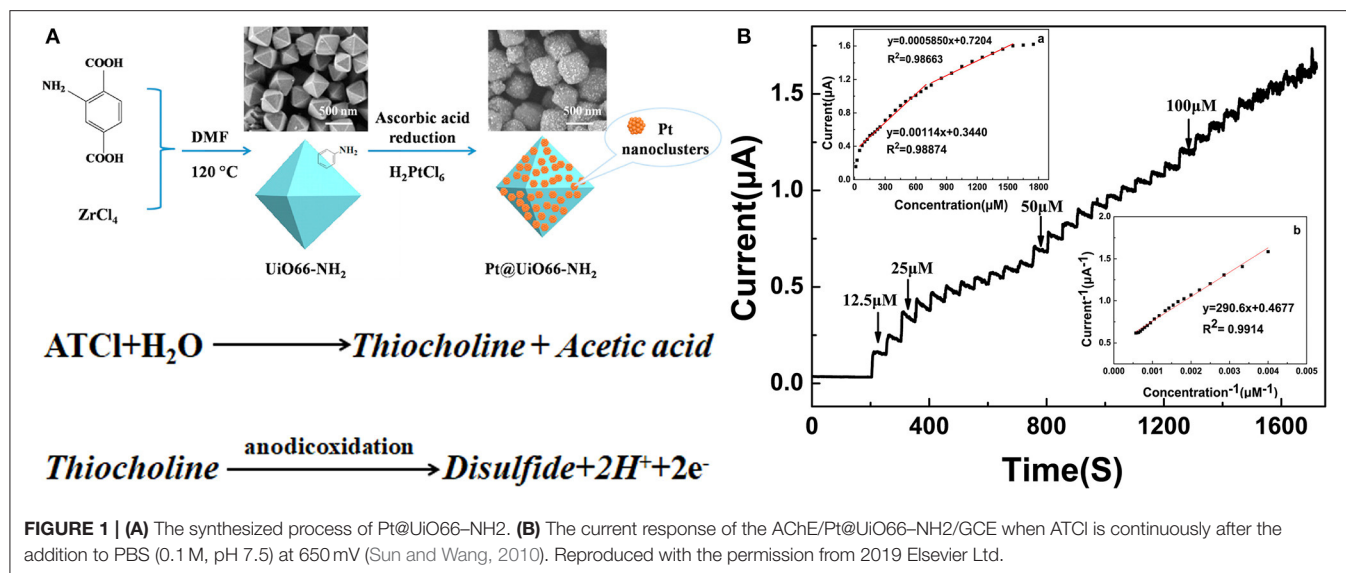 A
COOH
NH₂
COOH
ZrCl₄
DMF
120 °C
500 nm
NH₂
UiO66-NH₂
Ascorbic acid
reduction
H₂PtCl₆
500 nm
Pt
nanoclusters
Pt@UiO66-NH₂
ATCl+H₂O
Thiocholine + Acetic acid
Thiocholine
anodicoxidation
Disulfide+2H⁺+2e⁻
B
Current(μA)
1.5
1.0
0.5
0.0
0
400
800
1200
1600
Time(S)
12.5μM
25μM
50μM
100μM
a
y=0.0005850x+0.7204
R²=0.98663
y=0.00114x+0.3440
R²=0.98874
Current(μA)
1.6
1.2
0.8
0.4
0.0
0
300
600
900
1200
1500
1800
Concentration(μM)
b
y=290.6x+0.4677
R²= 0.9914
Current⁻¹(μA⁻¹)
2.0
1.5
1.0
0.5
0.000
0.001
0.002
0.003
0.004
0.005
Concentration⁻¹(μM⁻¹)
FIGURE 1 | (A) The synthesized process of Pt@UiO66–NH2. (B) The current response of the AChE/Pt@UiO66–NH2/GCE when ATCl is continuously after the
addition to PBS (0.1 M, pH 7.5) at 650 mV (Sun and Wang, 2010). Reproduced with the permission from 2019 Elsevier Ltd.